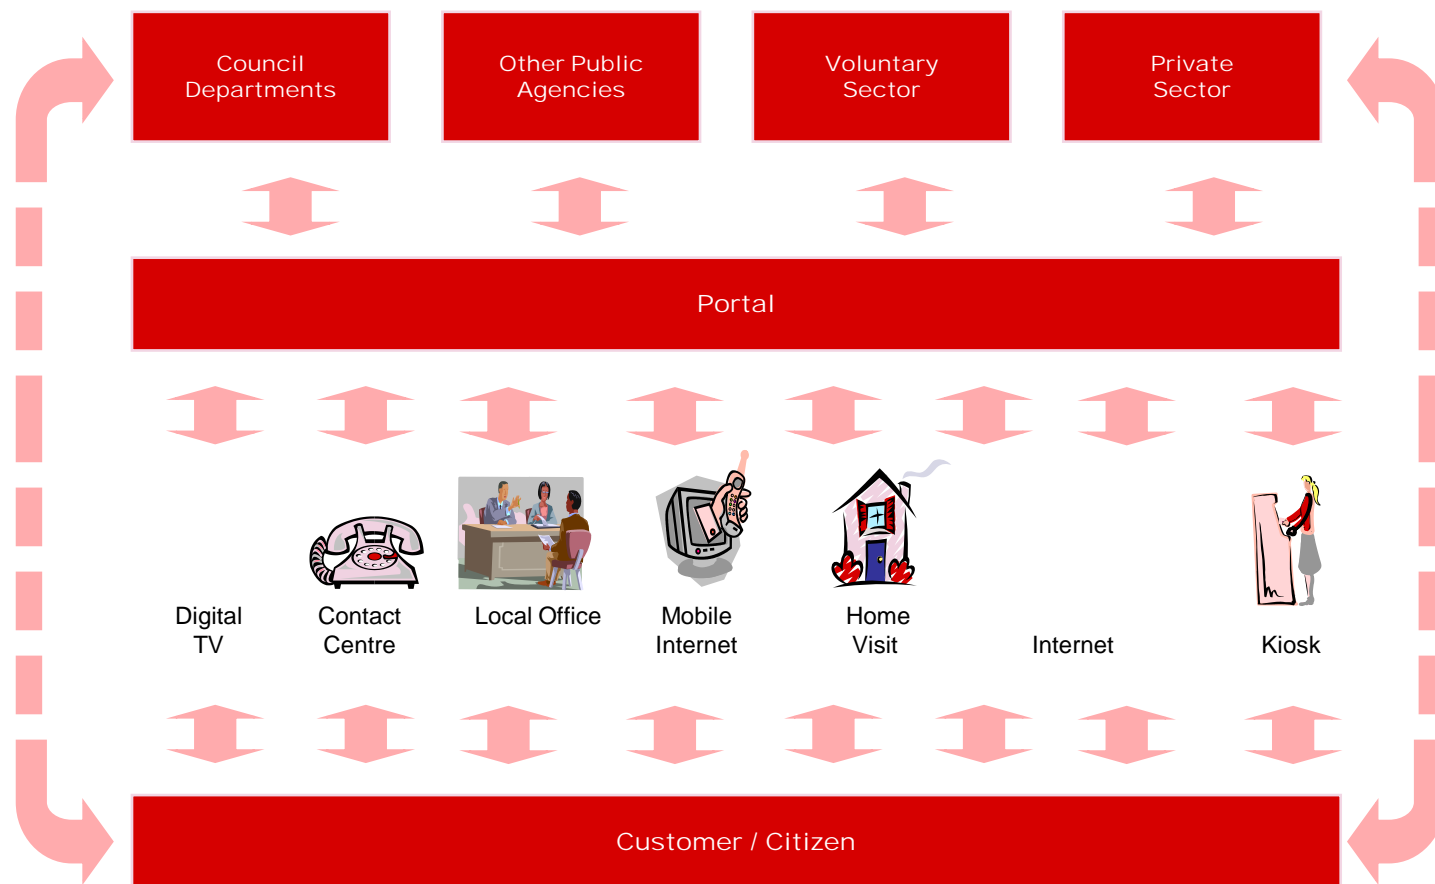 Council
Departments
Other Public
Agencies
Voluntary
Sector
Private
Sector
Portal
Digital
TV
Contact
Centre
Local Office
Mobile
Internet
Home
Visit
Internet
Kiosk
Customer / Citizen